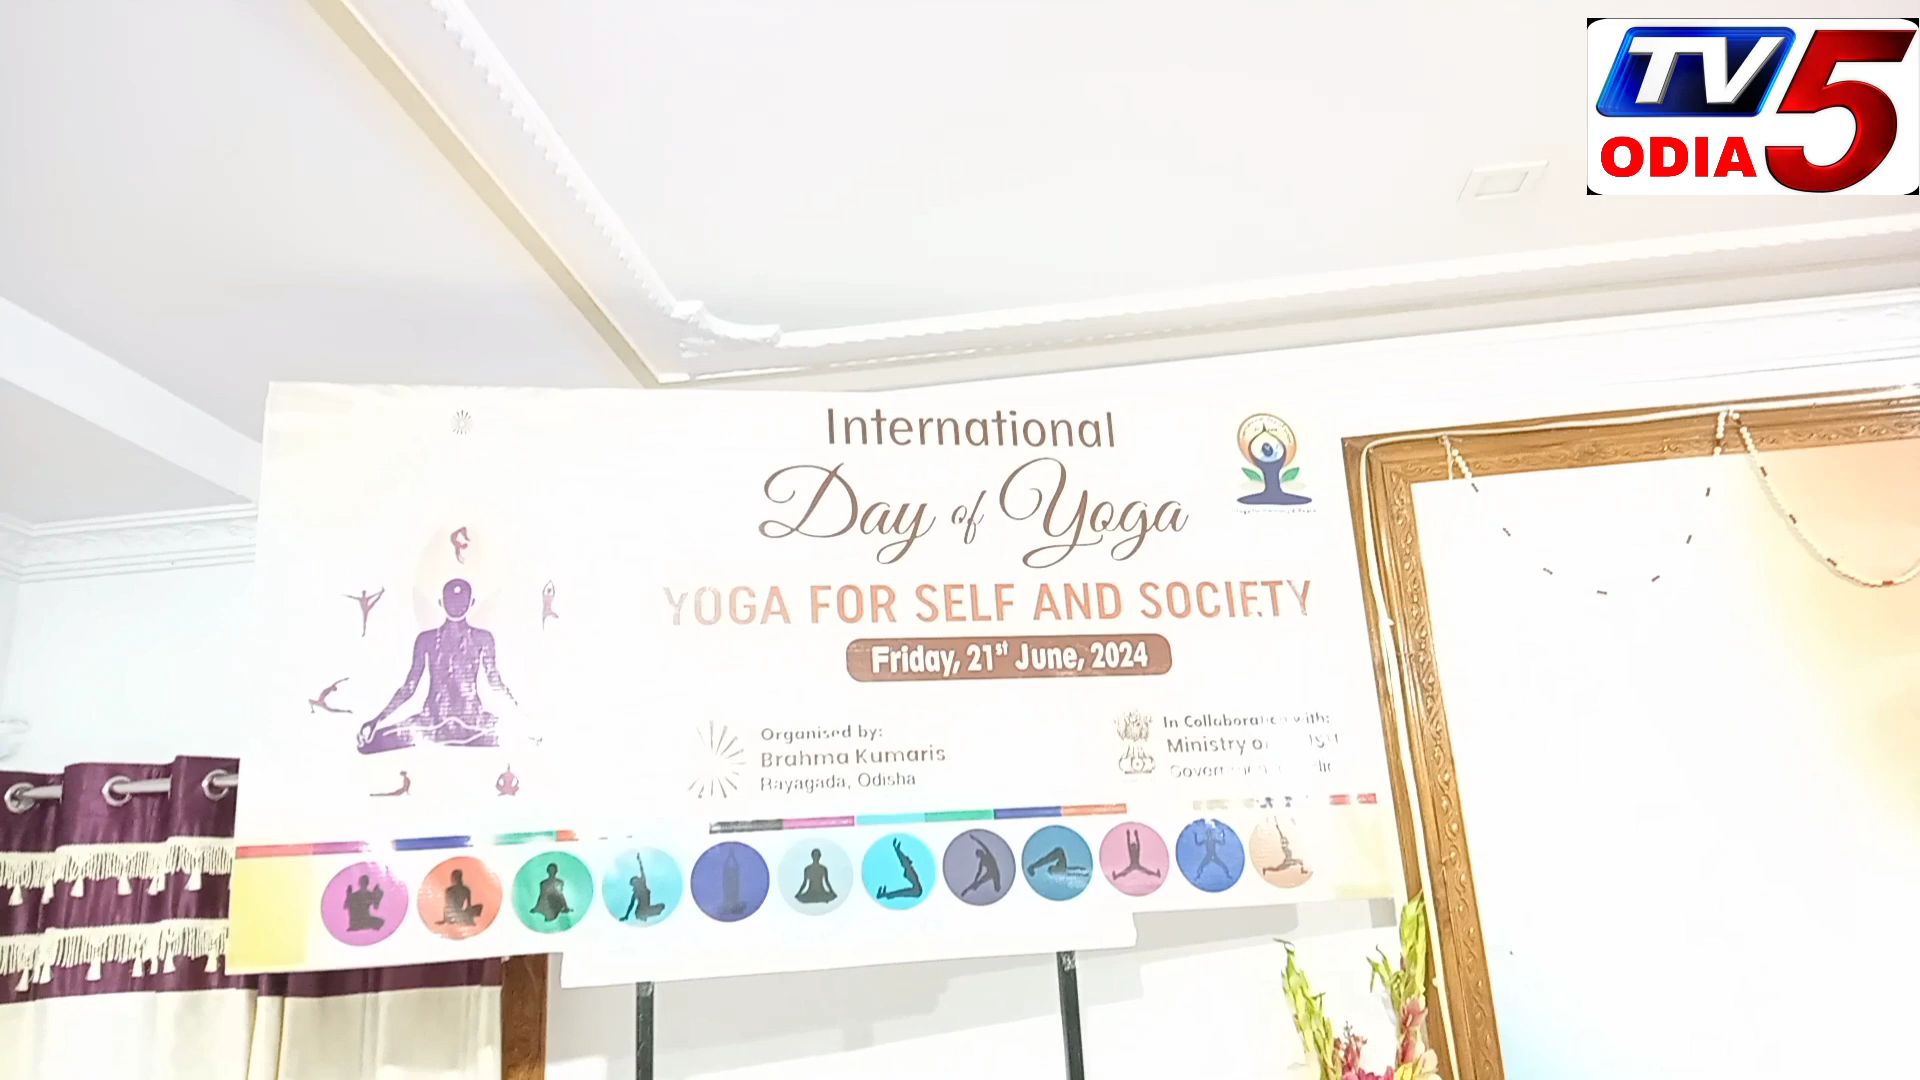 TV5
ODIA
International
Day of Yoga
YOGA FOR SELF AND SOCIETY
Friday, 21st June, 2024
Organised by:
Brahma Kumaris
Rayagada, Odisha
In Collaboration with:
Ministry